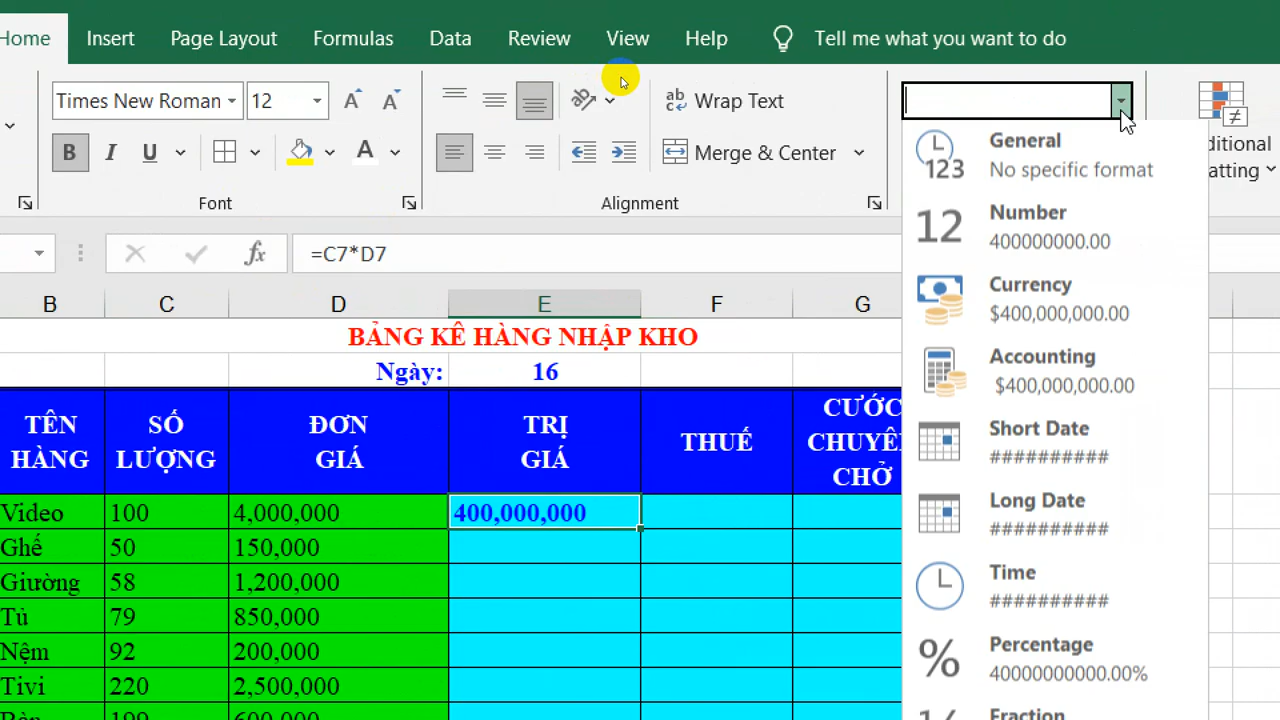 Home Insert Page Layout Formulas Data Review View Help Tell me what you want to do
Times New Roman 12 ab c Wrap Text
B I U A Merge & Center
Font Alignment
fx =C7*D7
General
123 No specific format
12 Number
400000000.00
Currency
$400,000,000.00
Accounting
$400,000,000.00
Short Date
##########
Long Date
##########
Time
##########
% Percentage
40000000000.00%
Fraction
B C D E F G
BẢNG KÊ HÀNG NHẬP KHO
Ngày: 16
TÊN HÀNG SỐ LƯỢNG ĐƠN GIÁ TRỊ GIÁ THUẾ CƯỚC CHUYÊN CHỞ
Video 100 4,000,000 400,000,000
Ghế 50 150,000
Giường 58 1,200,000
Tủ 79 850,000
Nệm 92 200,000
Tivi 220 2,500,000